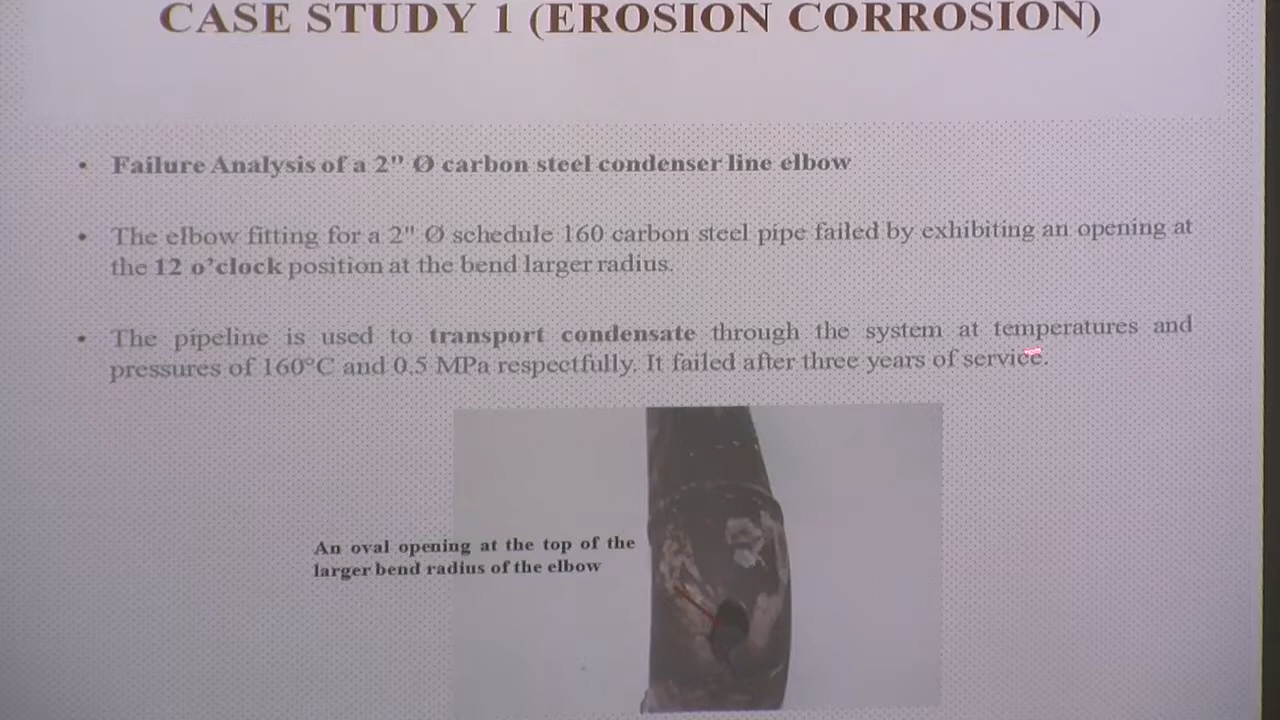 CASE STUDY 1 (EROSION CORROSION)
• Failure Analysis of a 2" Ø carbon steel condenser line elbow
• The elbow fitting for a 2" Ø schedule 160 carbon steel pipe failed by exhibiting an opening at
the 12 o'clock position at the bend larger radius.
• The pipeline is used to transport condensate through the system at temperatures and
pressures of 160°C and 0.5 MPa respectfully. It failed after three years of service.
An oval opening at the top of the
larger bend radius of the elbow